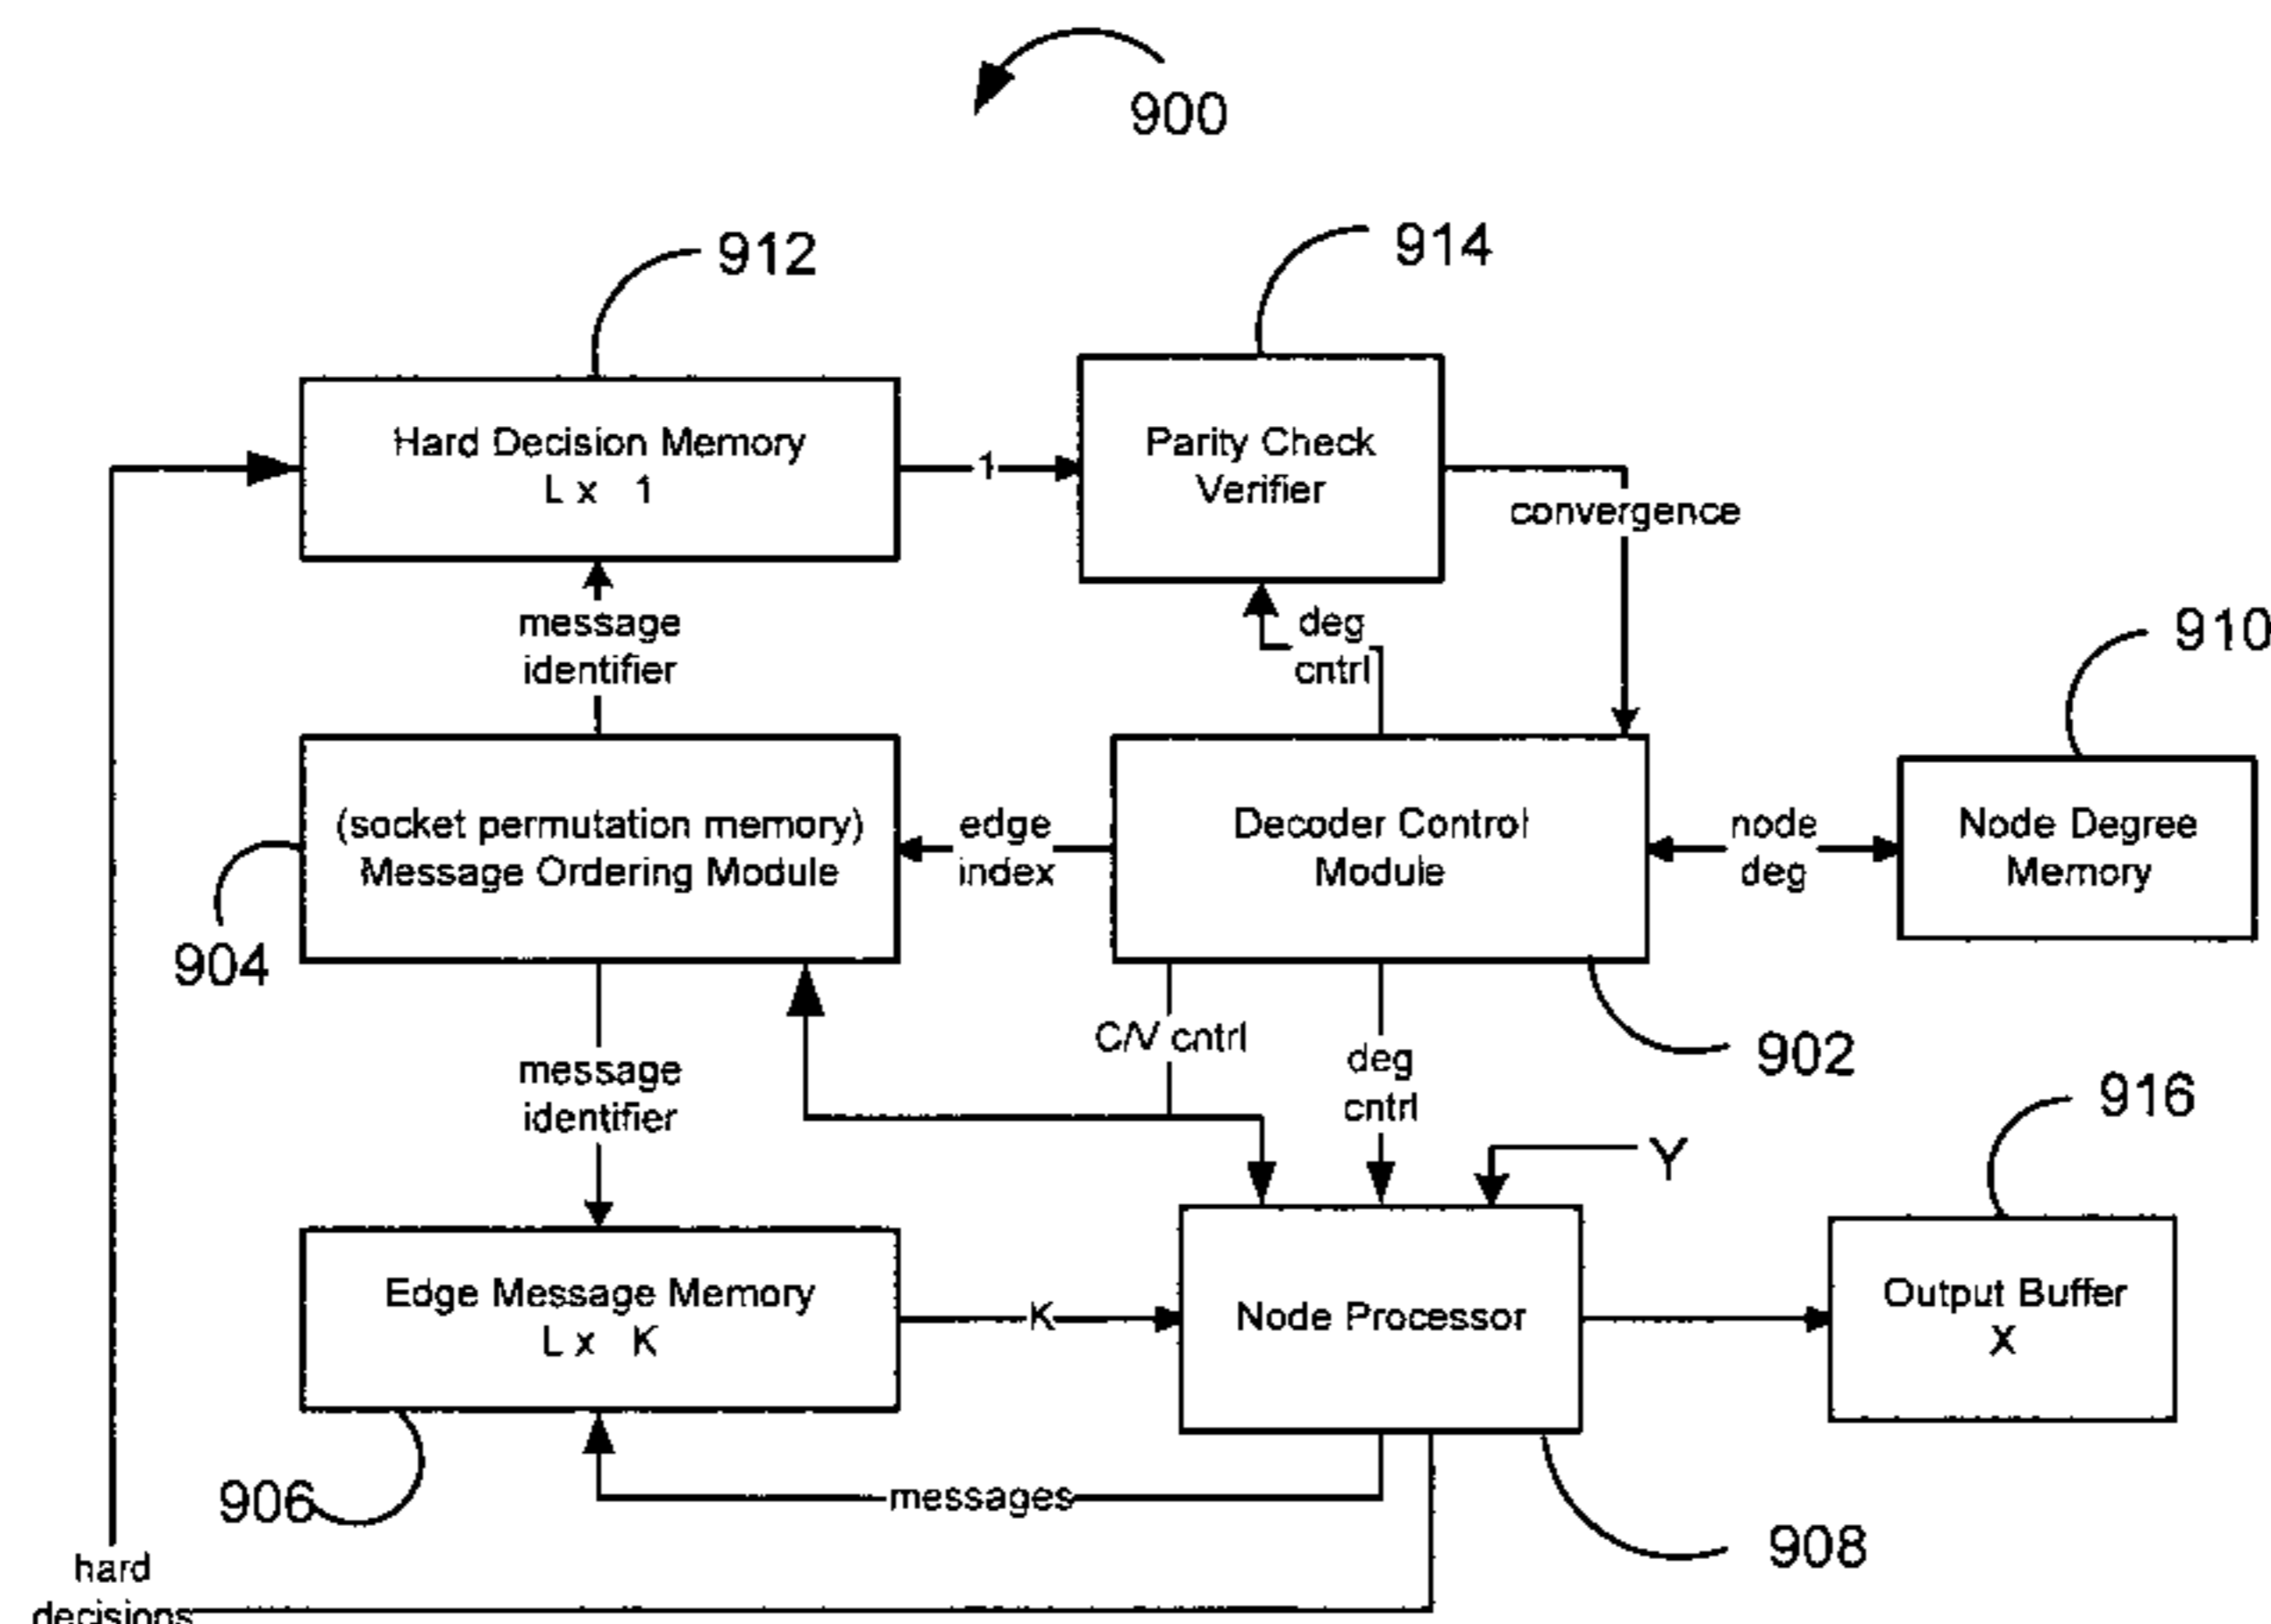 900
912
914
Hard Decision Memory
L x 1
1
Parity Check
Verifier
convergence
message
identifier
deg
cntrl
910
(socket permutation memory)
Message Ordering Module
edge
index
Decoder Control
Module
node
deg
Node Degree
Memory
904
C/V cntrl
deg
cntrl
902
message
identifier
Y
916
Edge Message Memory
L x K
K
Node Processor
Output Buffer
X
906
messages
908
hard
decisions